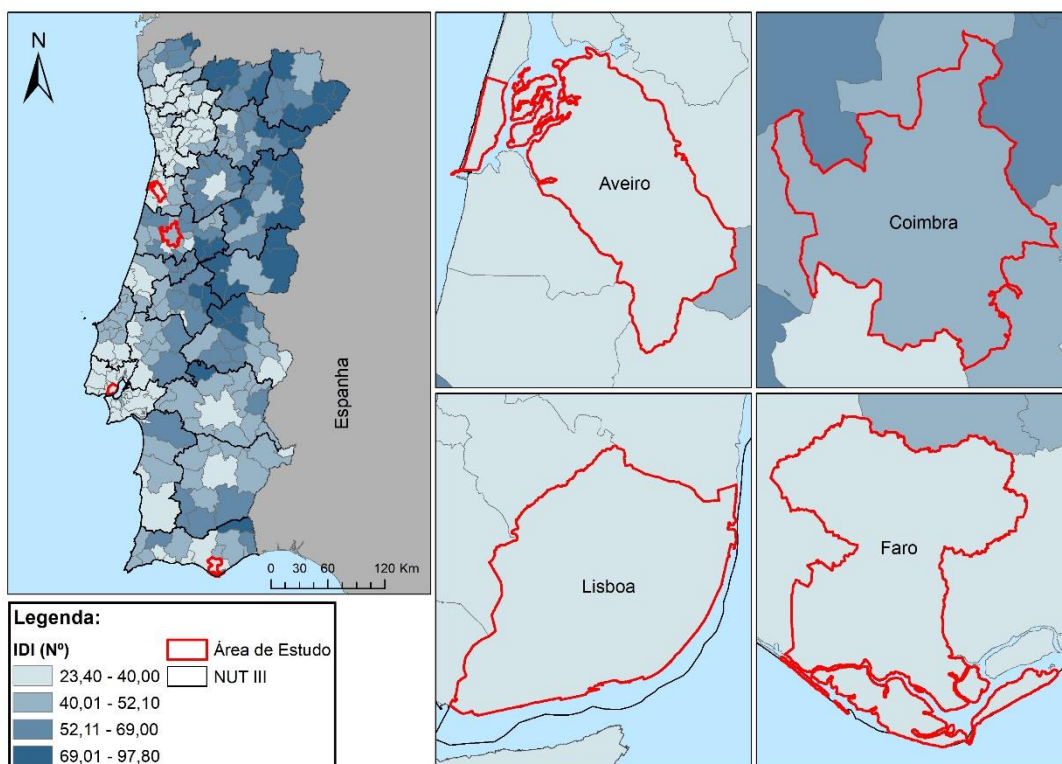 N
Espanha
0 30 60 120 Km
Aveiro
Coimbra
Lisboa
Faro
Legenda:
IDI (Nº)
23,40 - 40,00
40,01 - 52,10
52,11 - 69,00
69,01 - 97,80
Área de Estudo
NUT III